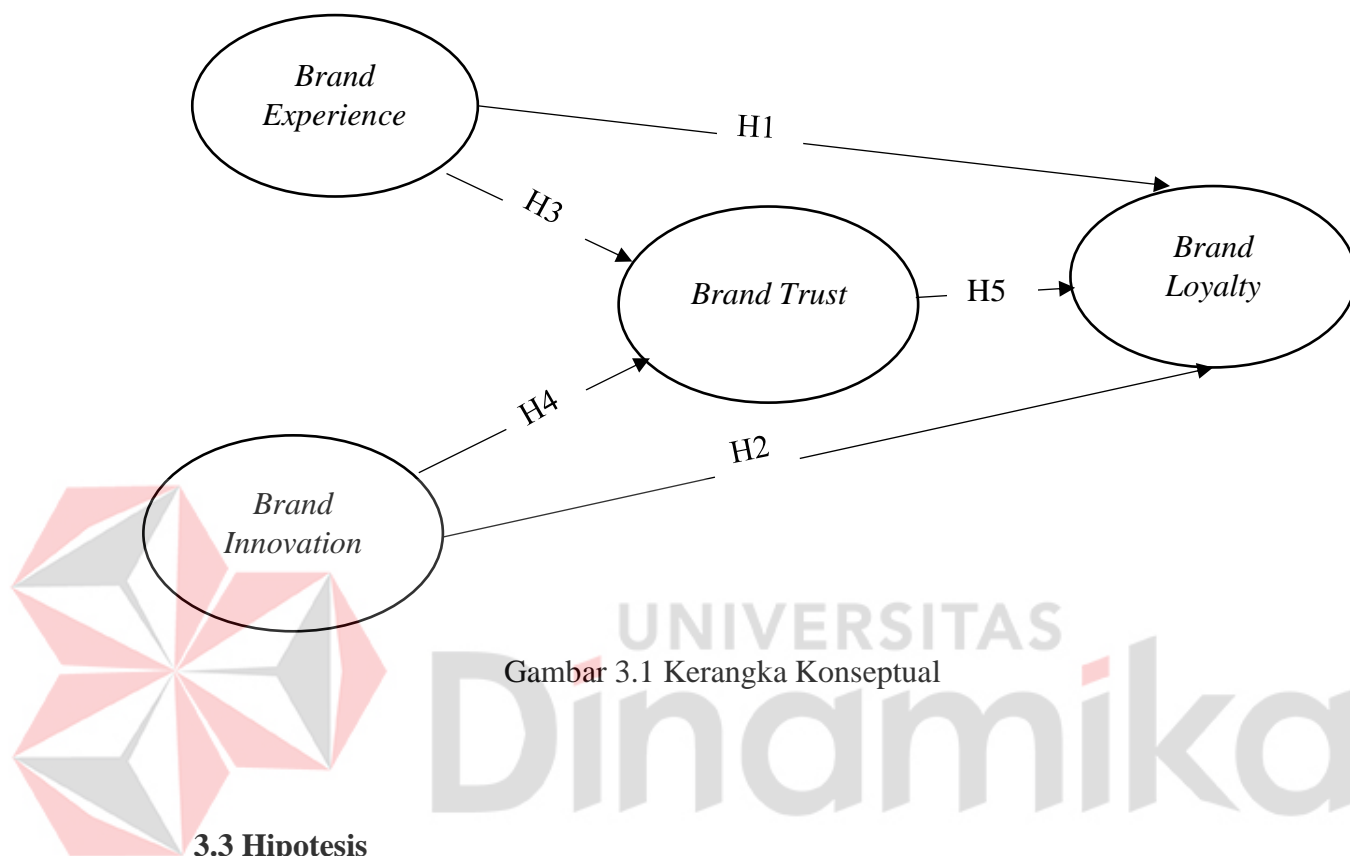 Brand
Experience
H1
H3
Brand Trust
H5
Brand
Loyalty
H4
H2
Brand
Innovation
UNIVERSITAS
Dinamika
Gambar 3.1 Kerangka Konseptual
3.3 Hipotesis